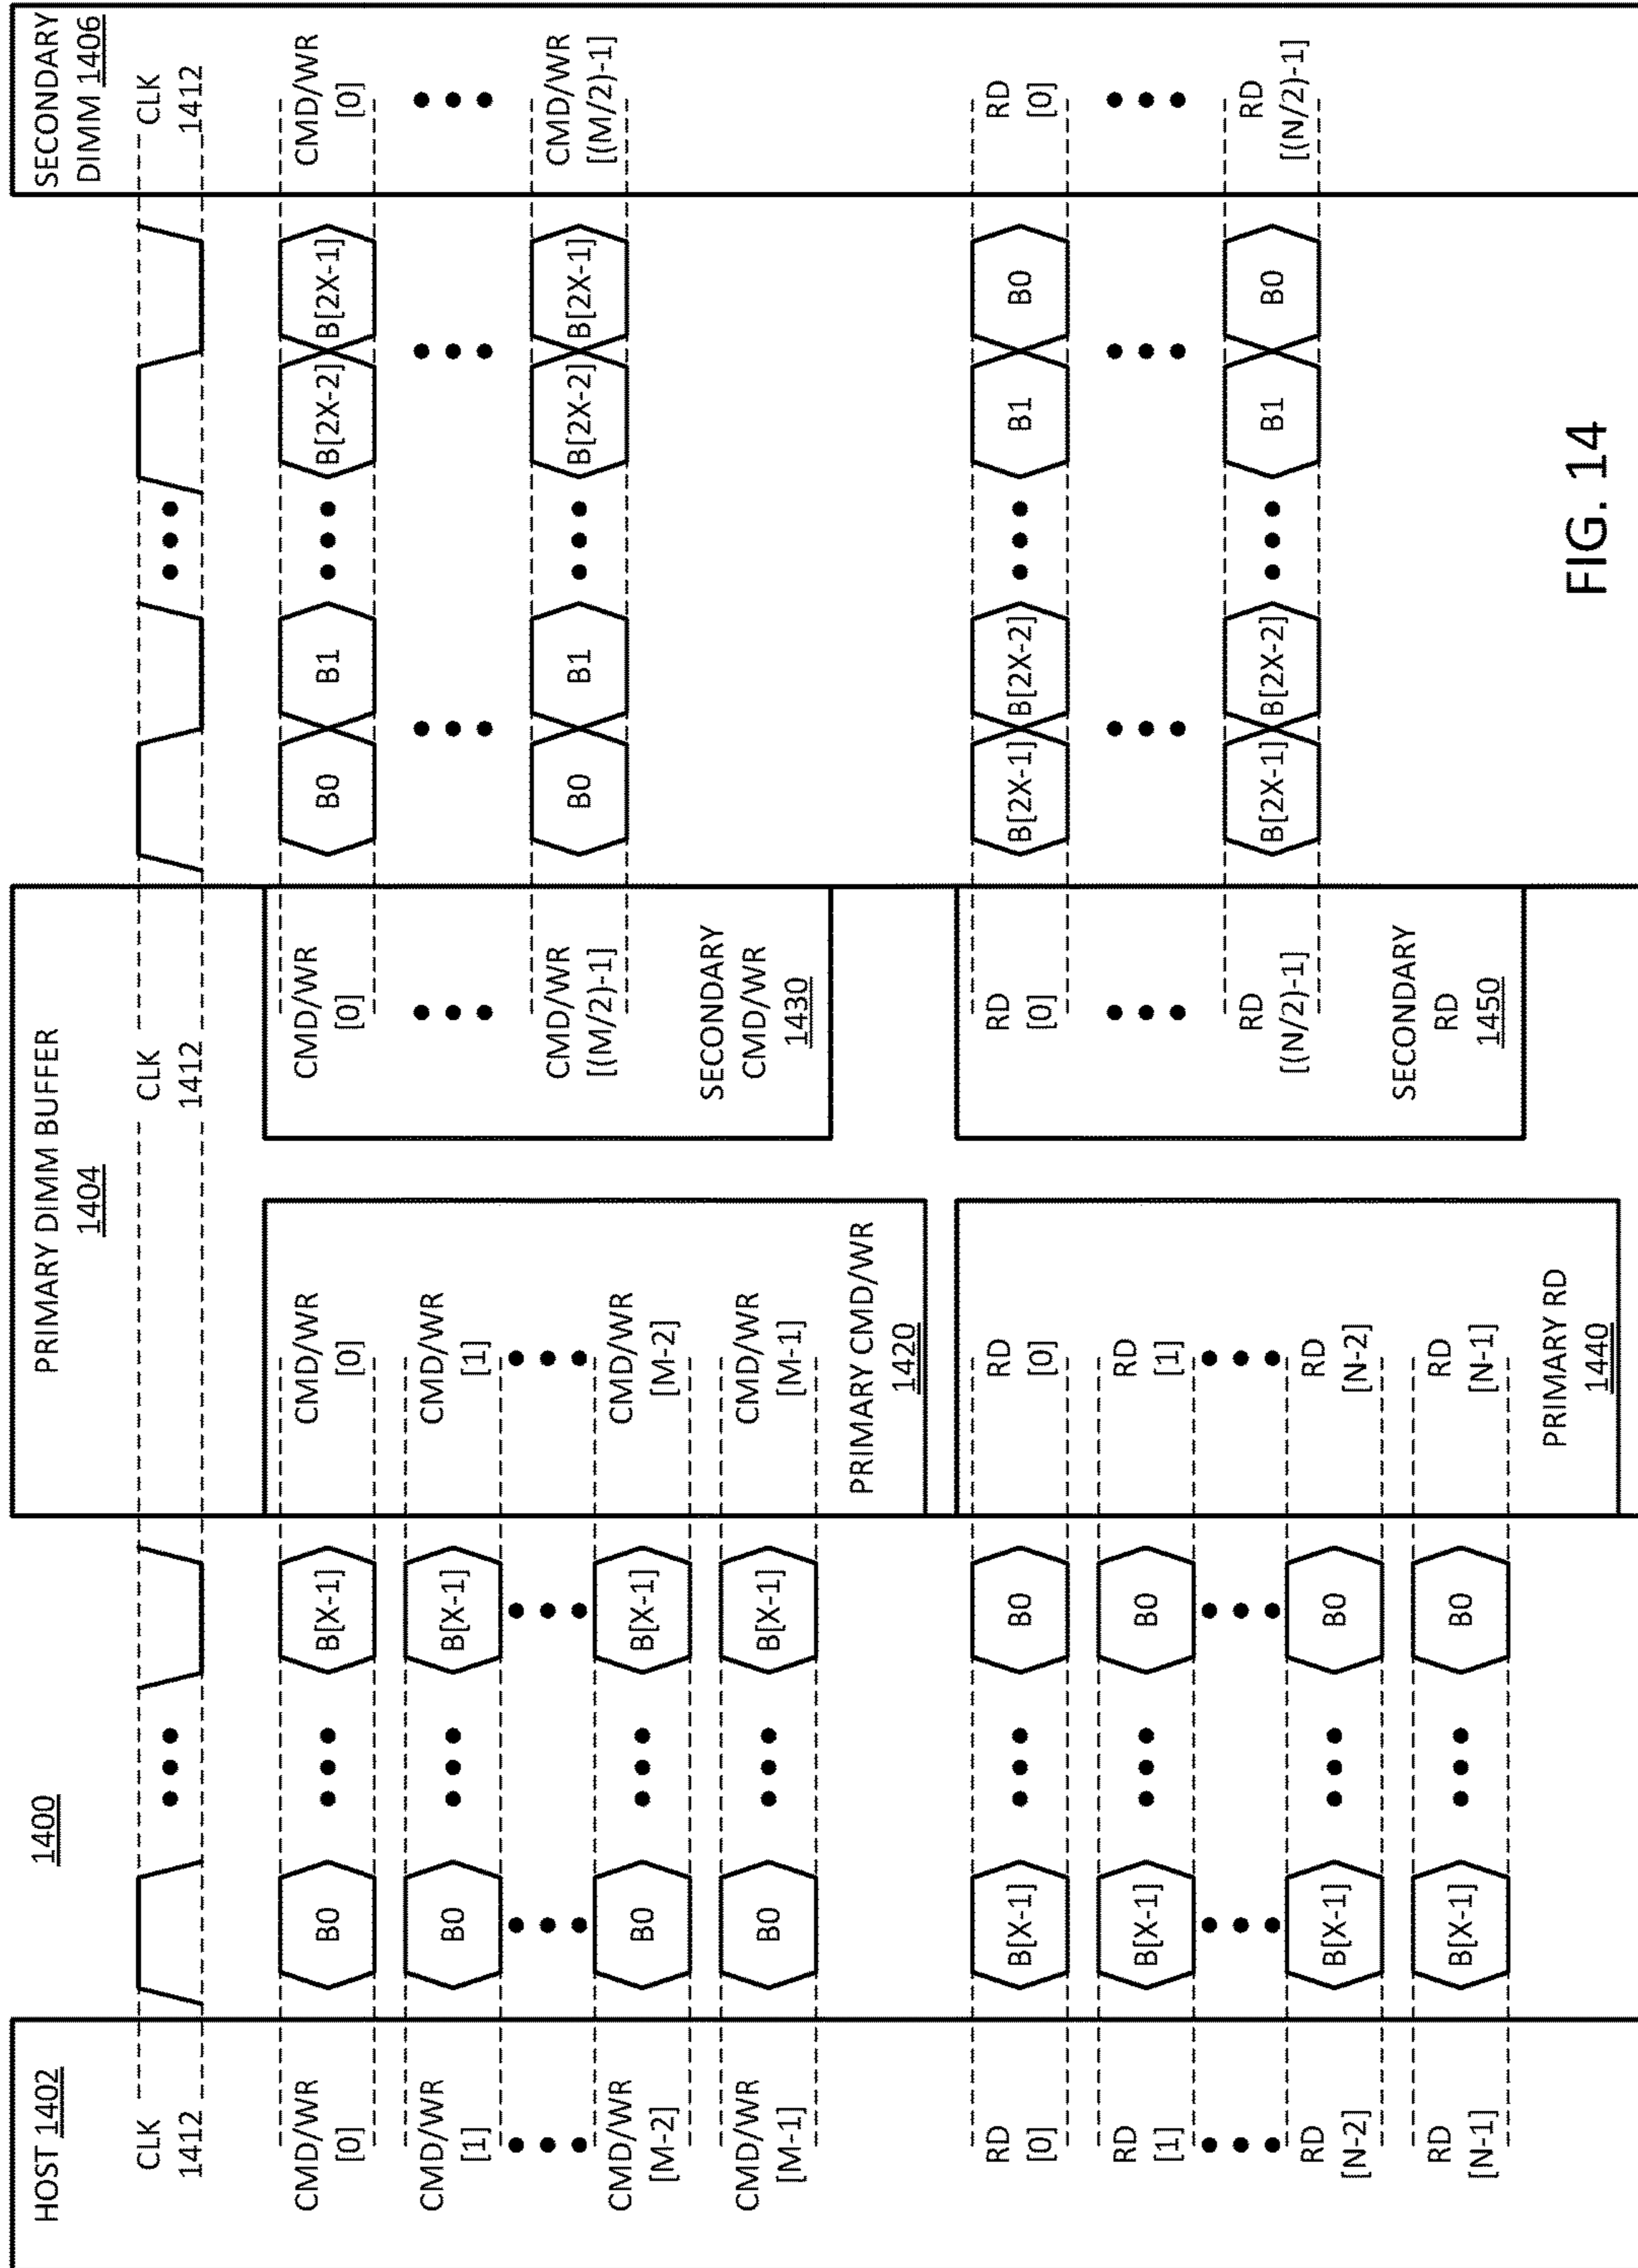 1400
HOST 1402
CLK
1412
CMD/WR
[0]
CMD/WR
[1]
CMD/WR
[M-2]
CMD/WR
[M-1]
RD
[0]
RD
[1]
RD
[N-2]
RD
[N-1]
B0
B[X-1]
B0
B[X-1]
B0
B[X-1]
B0
B[X-1]
B[X-1]
B0
B[X-1]
B0
B[X-1]
B0
B[X-1]
B0
PRIMARY DIMM BUFFER
1404
CLK
1412
CMD/WR
[0]
CMD/WR
[1]
CMD/WR
[M-2]
CMD/WR
[M-1]
PRIMARY CMD/WR
1420
RD
[0]
RD
[1]
RD
[N-2]
RD
[N-1]
PRIMARY RD
1440
CMD/WR
[0]
CMD/WR
[(M/2)-1]
SECONDARY
CMD/WR
1430
RD
[0]
RD
[(N/2)-1]
SECONDARY
RD
1450
B0
B1
B[2X-2]
B[2X-1]
B0
B1
B[2X-2]
B[2X-1]
B[2X-1]
B[2X-2]
B1
B0
B[2X-1]
B[2X-2]
B1
B0
SECONDARY
DIMM 1406
CLK
1412
CMD/WR
[0]
CMD/WR
[(M/2)-1]
RD
[0]
RD
[(N/2)-1]
FIG. 14